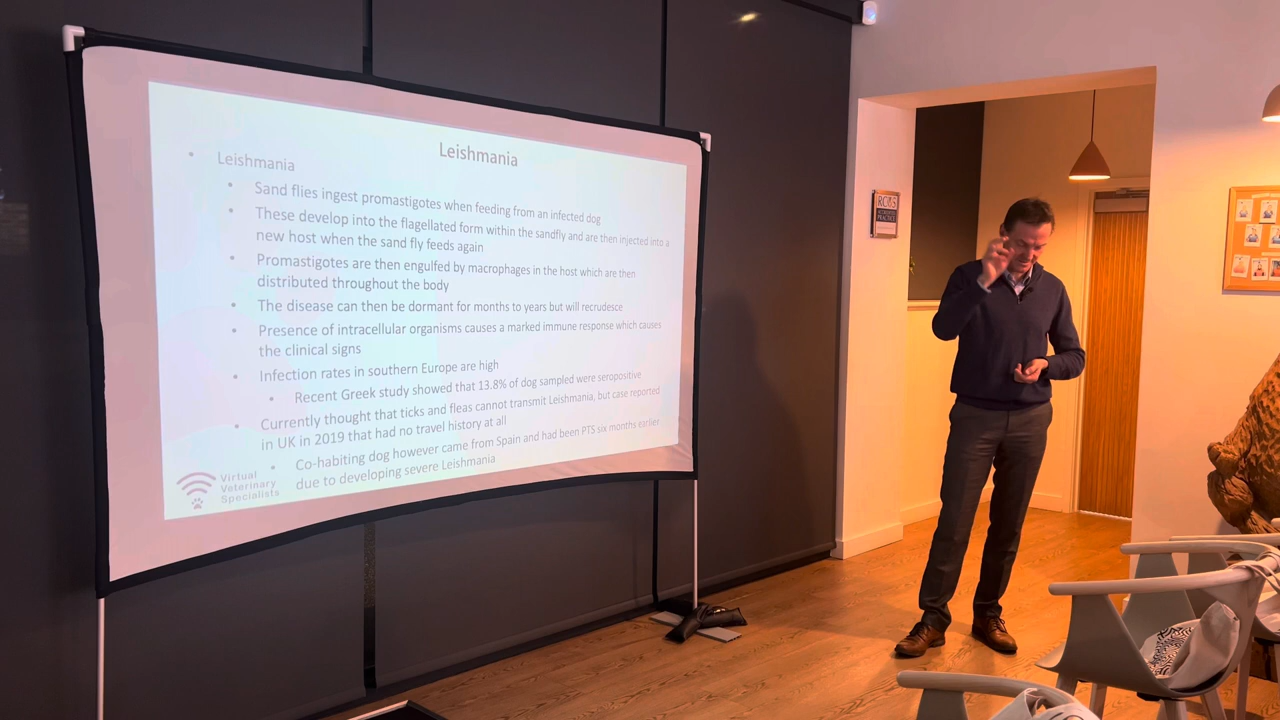 Leishmania
• Leishmania
• Sand flies ingest promastigotes when feeding from an infected dog
• These develop into the flagellated form within the sandfly and are then injected into a
new host when the sand fly feeds again
• Promastigotes are then engulfed by macrophages in the host which are then
distributed throughout the body
• The disease can then be dormant for months to years but will recrudesce
• Presence of intracellular organisms causes a marked immune response which causes
the clinical signs
• Infection rates in southern Europe are high
• Recent Greek study showed that 13.8% of dog sampled were seropositive
• Currently thought that ticks and fleas cannot transmit Leishmania, but case reported
in UK in 2019 that had no travel history at all
• Co-habiting dog however came from Spain and had been PTS six months earlier
due to developing severe Leishmania
Virtual
Veterinary
Specialists
RCVS
ACCREDITED
PRACTICE